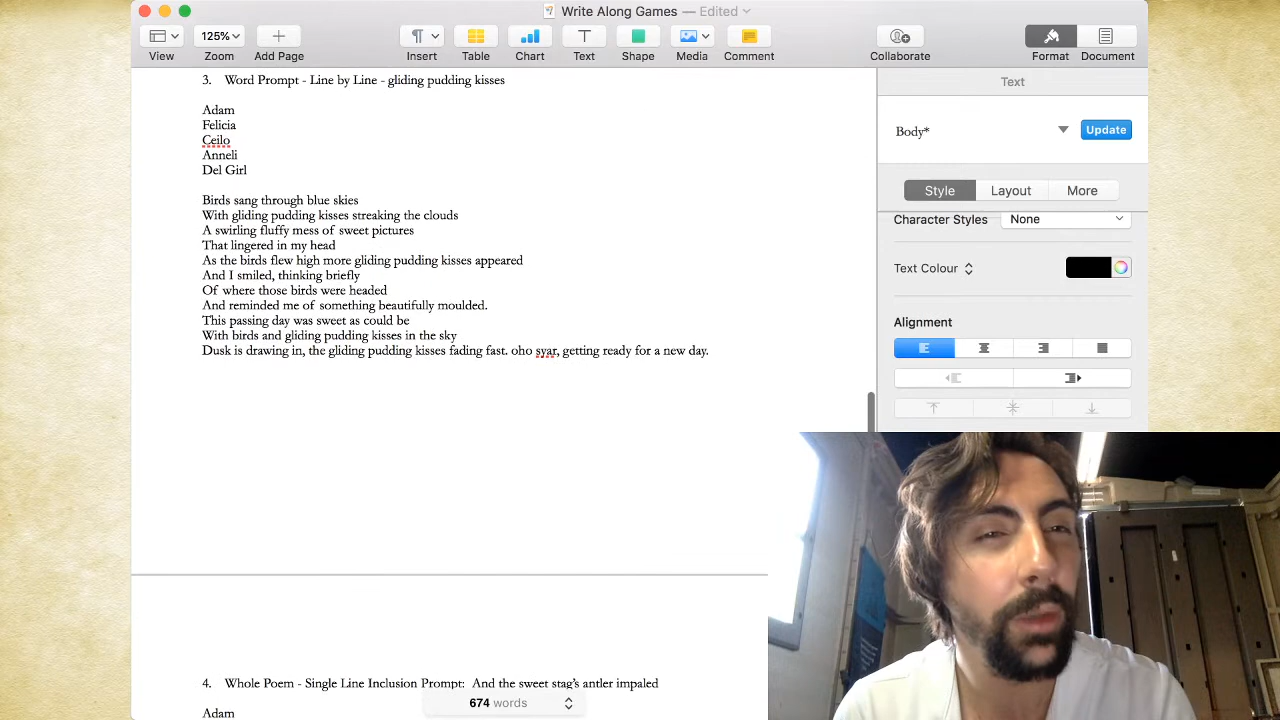 Write Along Games — Edited
125%
View
Zoom
Add Page
Insert
Table
Chart
Text
Shape
Media
Comment
Collaborate
Format
Document
3. Word Prompt - Line by Line - gliding pudding kisses
Adam
Felicia
Ceilo
Anneli
Del Girl
Birds sang through blue skies
With gliding pudding kisses streaking the clouds
A swirling fluffy mess of sweet pictures
That lingered in my head
As the birds flew high more gliding pudding kisses appeared
And I smiled, thinking briefly
Of where those birds were headed
And reminded me of something beautifully moulded.
This passing day was sweet as could be
With birds and gliding pudding kisses in the sky
Dusk is drawing in, the gliding pudding kisses fading fast. oho syar, getting ready for a new day.
4. Whole Poem - Single Line Inclusion Prompt: And the sweet stag's antler impaled
Adam
674 words
Text
Body*
Update
Style
Layout
More
Character Styles
None
Text Colour
Alignment